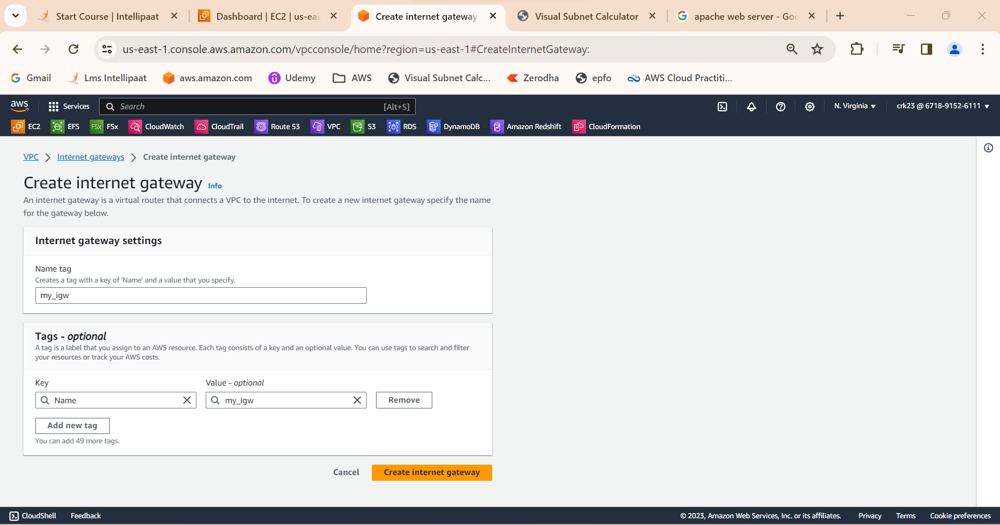 Start Course | Intellipaat
Dashboard | EC2 | us-eas
Create internet gateway
Visual Subnet Calculator
apache web server - Goo
us-east-1.console.aws.amazon.com/vpcconsole/home?region=us-east-1#CreateInternetGateway:
Gmail
Lms Intellipaat
aws.amazon.com
Udemy
AWS
Visual Subnet Calc...
Zerodha
epfo
AWS Cloud Practiti...
aws
Services
Search
[Alt+S]
N. Virginia
crk23 @ 6718-9152-6111
EC2
EFS
FSx
FSx
CloudWatch
CloudTrail
Route 53
VPC
S3
RDS
DynamoDB
Amazon Redshift
CloudFormation
VPC
Internet gateways
Create internet gateway
Create internet gateway Info
An internet gateway is a virtual router that connects a VPC to the internet. To create a new internet gateway specify the name
for the gateway below.
Internet gateway settings
Name tag
Creates a tag with a key of 'Name' and a value that you specify.
my_igw
Tags - optional
A tag is a label that you assign to an AWS resource. Each tag consists of a key and an optional value. You can use tags to search and filter
your resources or track your AWS costs.
Key
Value - optional
Name
my_igw
Remove
Add new tag
You can add 49 more tags.
Cancel
Create internet gateway
CloudShell
Feedback
© 2023, Amazon Web Services, Inc. or its affiliates.
Privacy
Terms
Cookie preferences